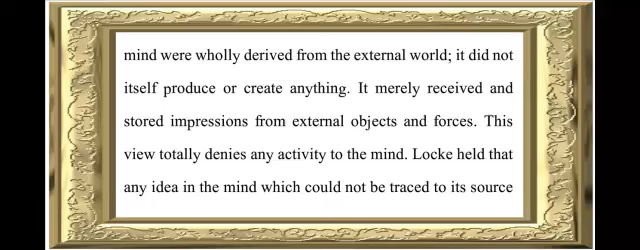 mind were wholly derived from the external world; it did not
itself produce or create anything. It merely received and
stored impressions from external objects and forces. This
view totally denies any activity to the mind. Locke held that
any idea in the mind which could not be traced to its source